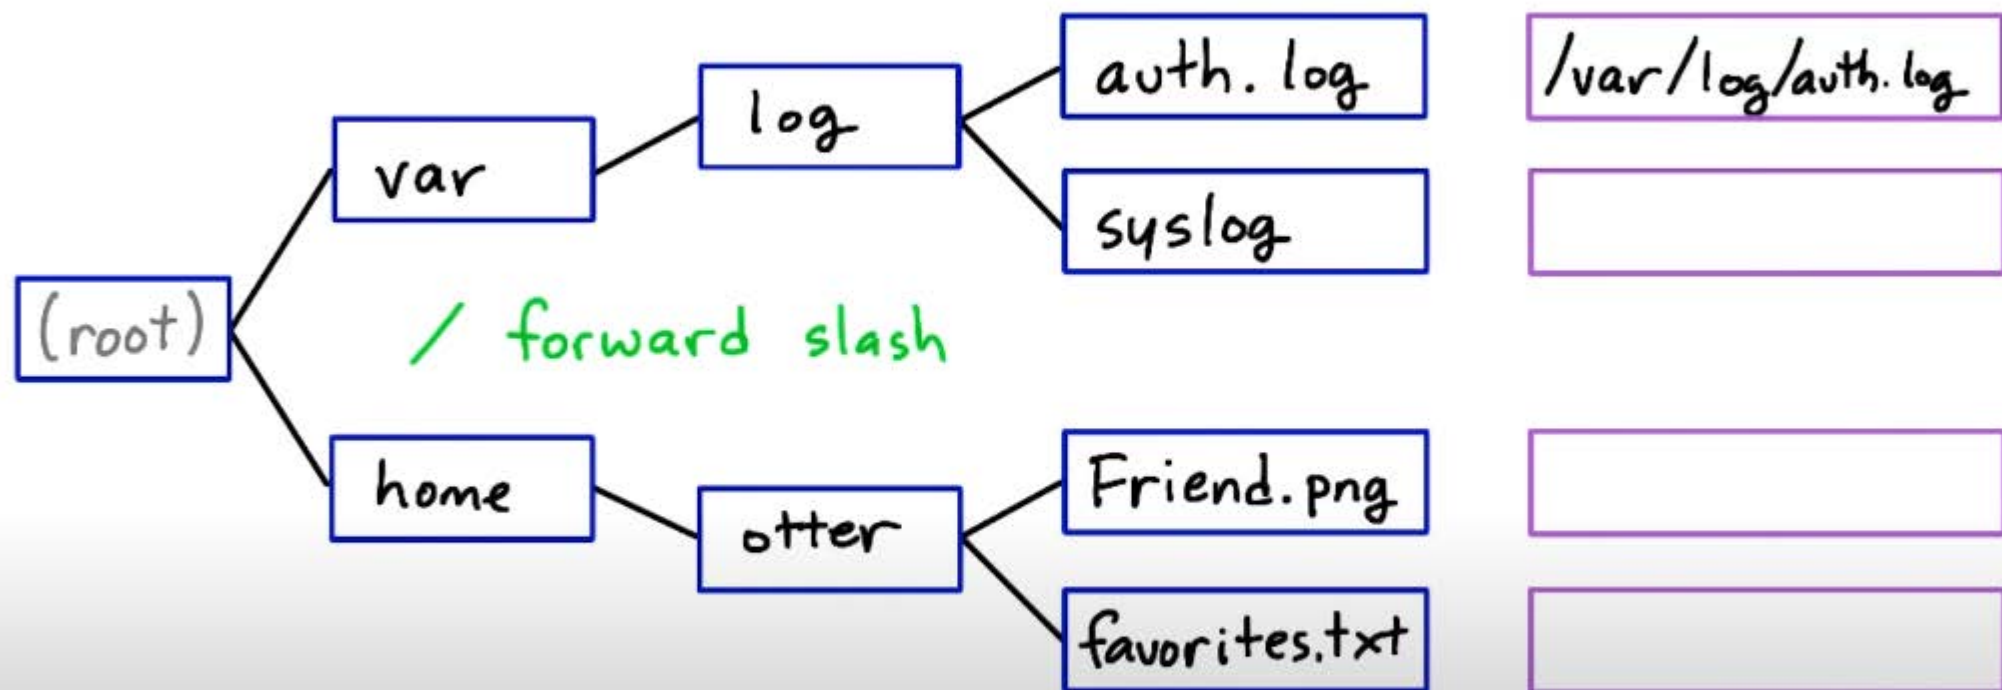 auth. log
/var/log/auth. log
log
var
syslog
(root)
/ forward slash
home
otter
Friend.png
favorites.txt